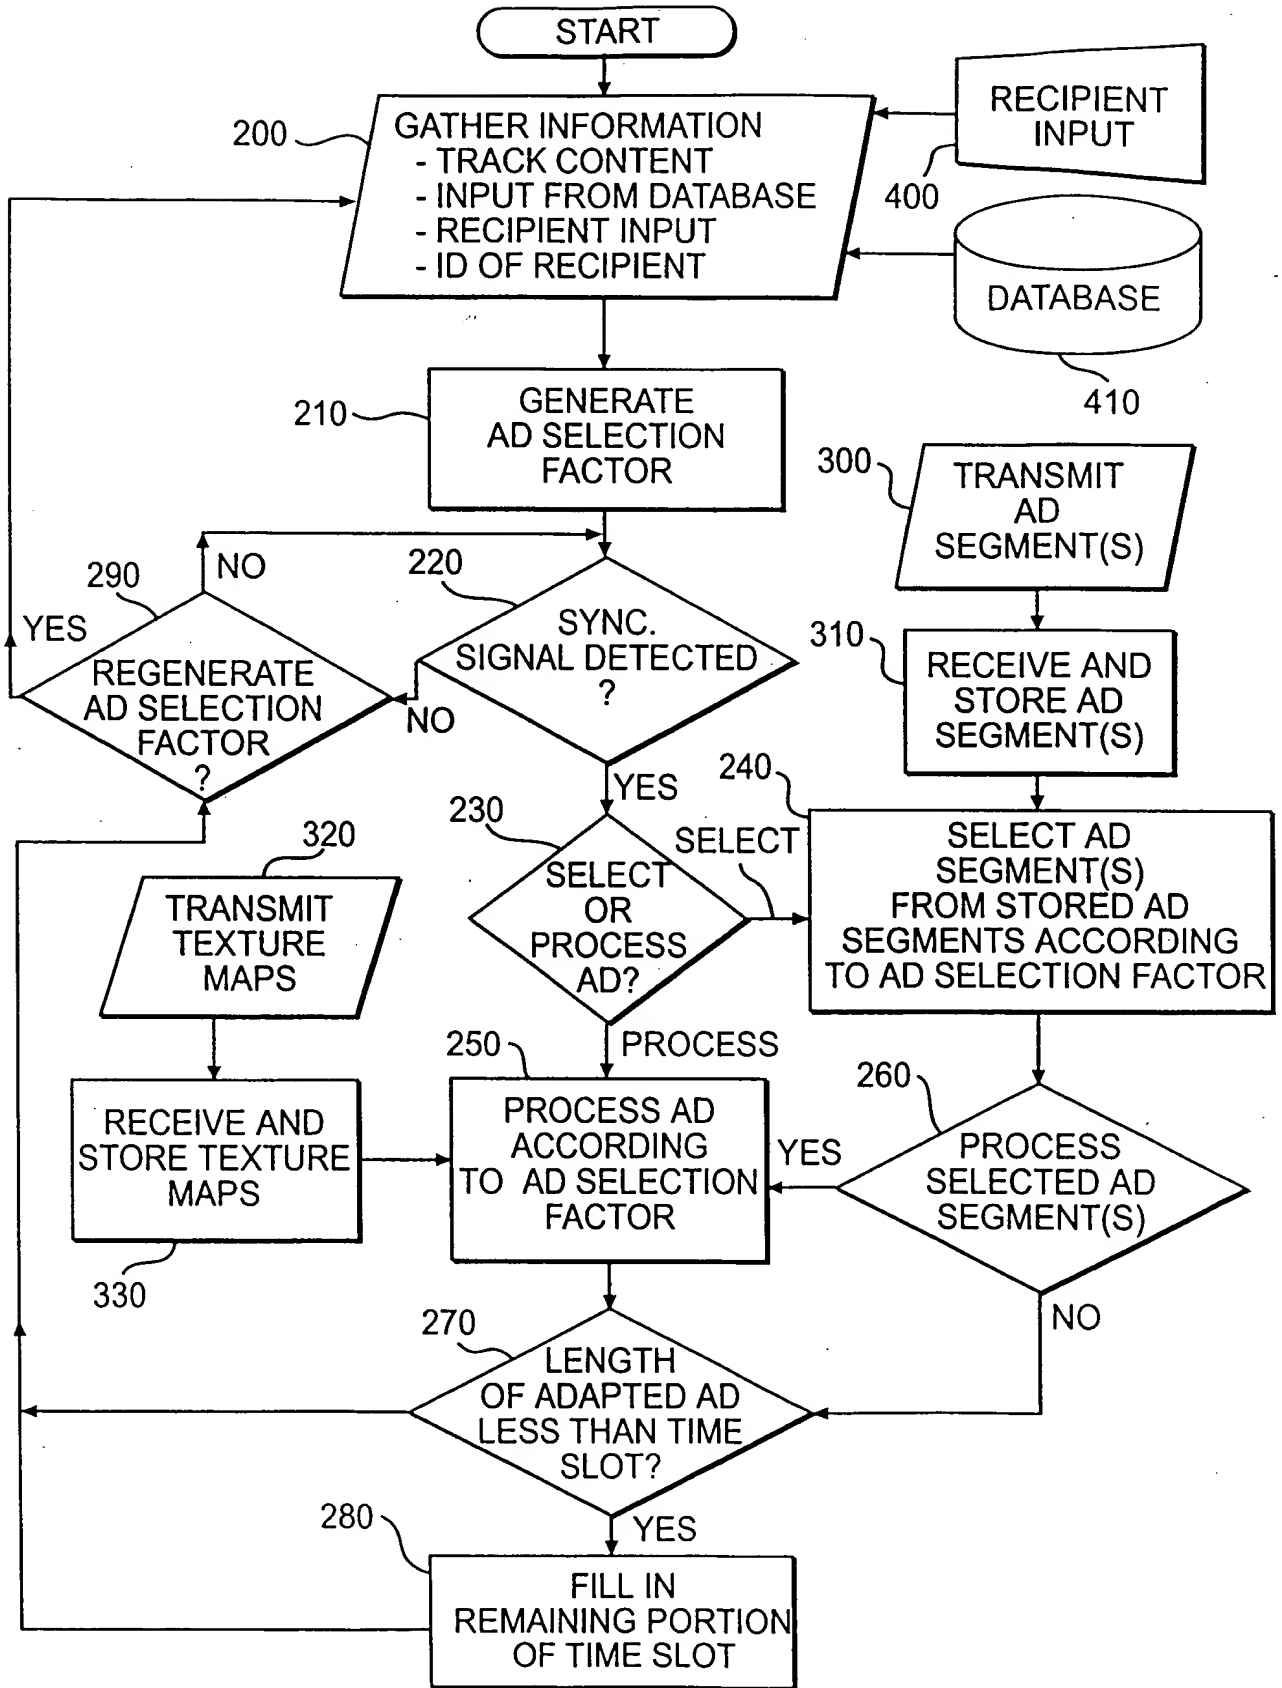 START
200
GATHER INFORMATION
- TRACK CONTENT
- INPUT FROM DATABASE
- RECIPIENT INPUT
- ID OF RECIPIENT
RECIPIENT
INPUT
400
DATABASE
410
210
GENERATE
AD SELECTION
FACTOR
300
TRANSMIT
AD
SEGMENT(S)
290
NO
220
SYNC.
SIGNAL DETECTED
?
YES
REGENERATE
AD SELECTION
FACTOR
?
NO
310
RECEIVE AND
STORE AD
SEGMENT(S)
YES
230
SELECT
OR
PROCESS
AD?
SELECT
240
SELECT AD
SEGMENT(S)
FROM STORED AD
SEGMENTS ACCORDING
TO AD SELECTION FACTOR
320
TRANSMIT
TEXTURE
MAPS
PROCESS
250
PROCESS AD
ACCORDING
TO AD SELECTION
FACTOR
RECEIVE AND
STORE TEXTURE
MAPS
330
260
YES
PROCESS
SELECTED AD
SEGMENT(S)
NO
270
LENGTH
OF ADAPTED AD
LESS THAN TIME
SLOT?
YES
280
FILL IN
REMAINING PORTION
OF TIME SLOT